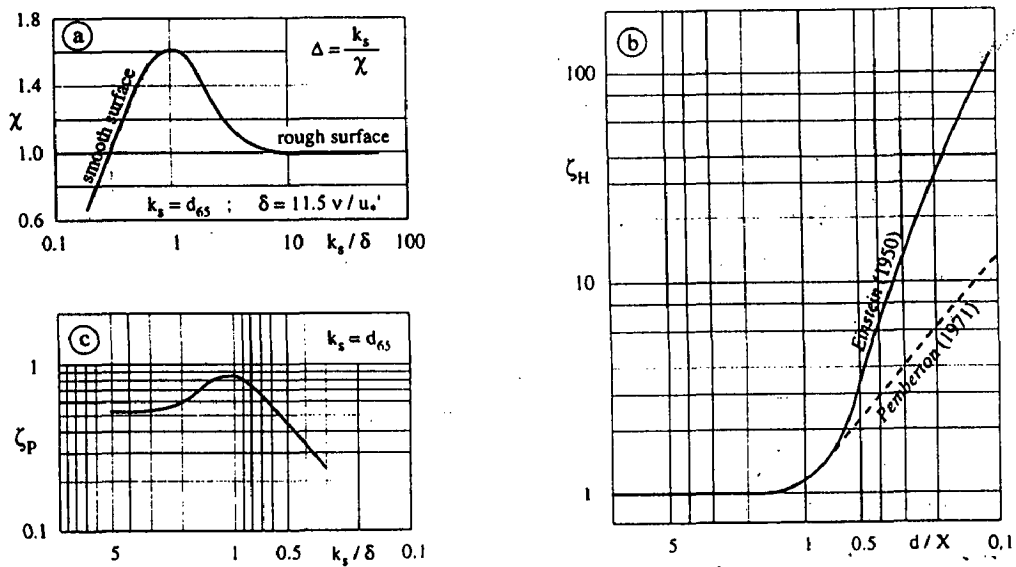 a
1.8
1.4
1.0
0.6
χ
smooth surface
rough surface
Δ = k_s / χ
k_s = d_65 ; δ = 11.5 ν / u_*'
0.1 1 10 k_s / δ 100
b
100
10
1
ζ_H
Einstein (1950)
Pemberton (1971)
5 1 0.5 d / X 0,1
c
k_s = d_65
1
ζ_P
0.1
5 1 0.5 0.1
k_s / δ